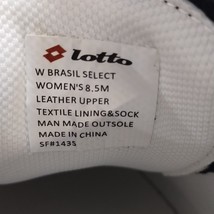 lotto
W BRASIL SELECT
WOMEN'S 8.5M
LEATHER UPPER
TEXTILE LINING&SOCK
MAN MADE OUTSOLE
MADE IN CHINA
SF#1435